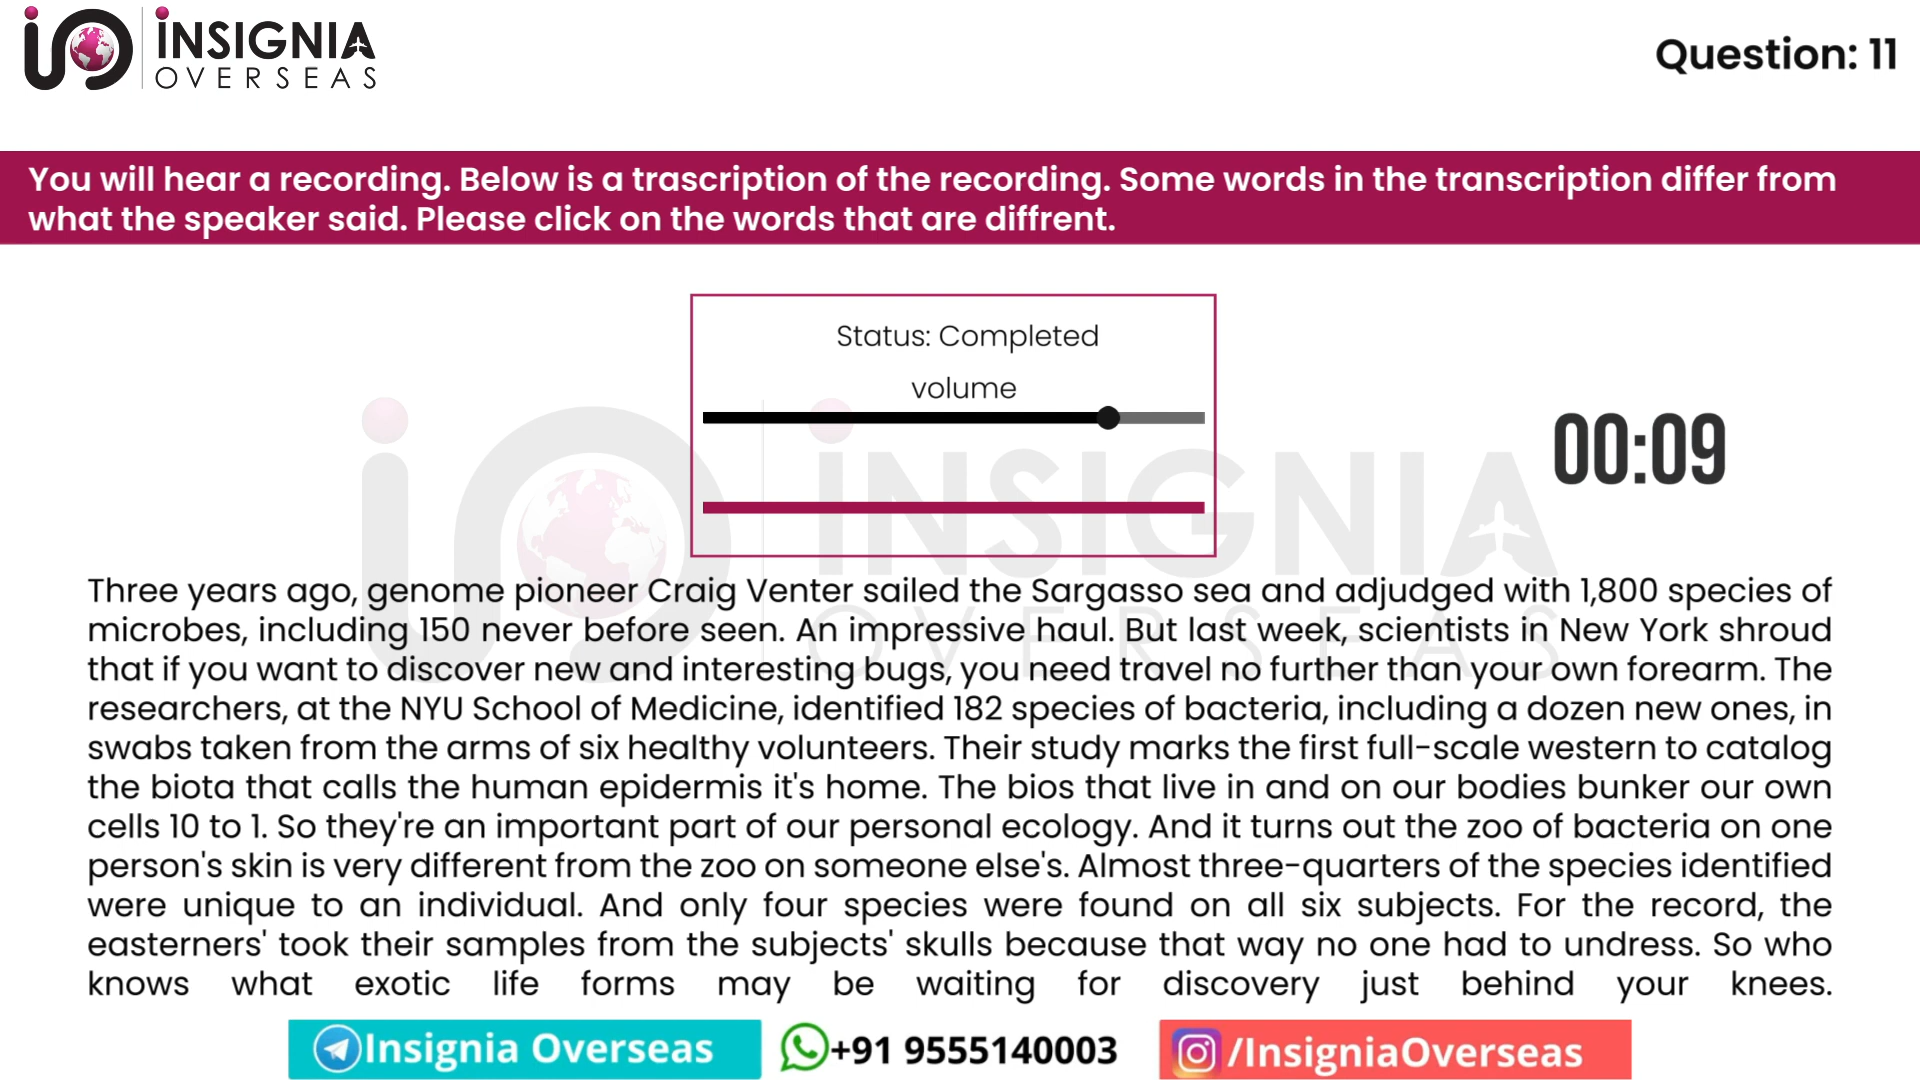 INSIGNIA
OVERSEAS
Question: 11
You will hear a recording. Below is a trascription of the recording. Some words in the transcription differ from
what the speaker said. Please click on the words that are diffrent.
Status: Completed
volume
00:09
INSIGNIA
OVERSEAS
Three years ago, genome pioneer Craig Venter sailed the Sargasso sea and adjudged with 1,800 species of
microbes, including 150 never before seen. An impressive haul. But last week, scientists in New York shroud
that if you want to discover new and interesting bugs, you need travel no further than your own forearm. The
researchers, at the NYU School of Medicine, identified 182 species of bacteria, including a dozen new ones, in
swabs taken from the arms of six healthy volunteers. Their study marks the first full-scale western to catalog
the biota that calls the human epidermis it's home. The bios that live in and on our bodies bunker our own
cells 10 to 1. So they're an important part of our personal ecology. And it turns out the zoo of bacteria on one
person's skin is very different from the zoo on someone else's. Almost three-quarters of the species identified
were unique to an individual. And only four species were found on all six subjects. For the record, the
easterners' took their samples from the subjects' skulls because that way no one had to undress. So who
knows what exotic life forms may be waiting for discovery just behind your knees.
Insignia Overseas
+91 9555140003
/InsigniaOverseas